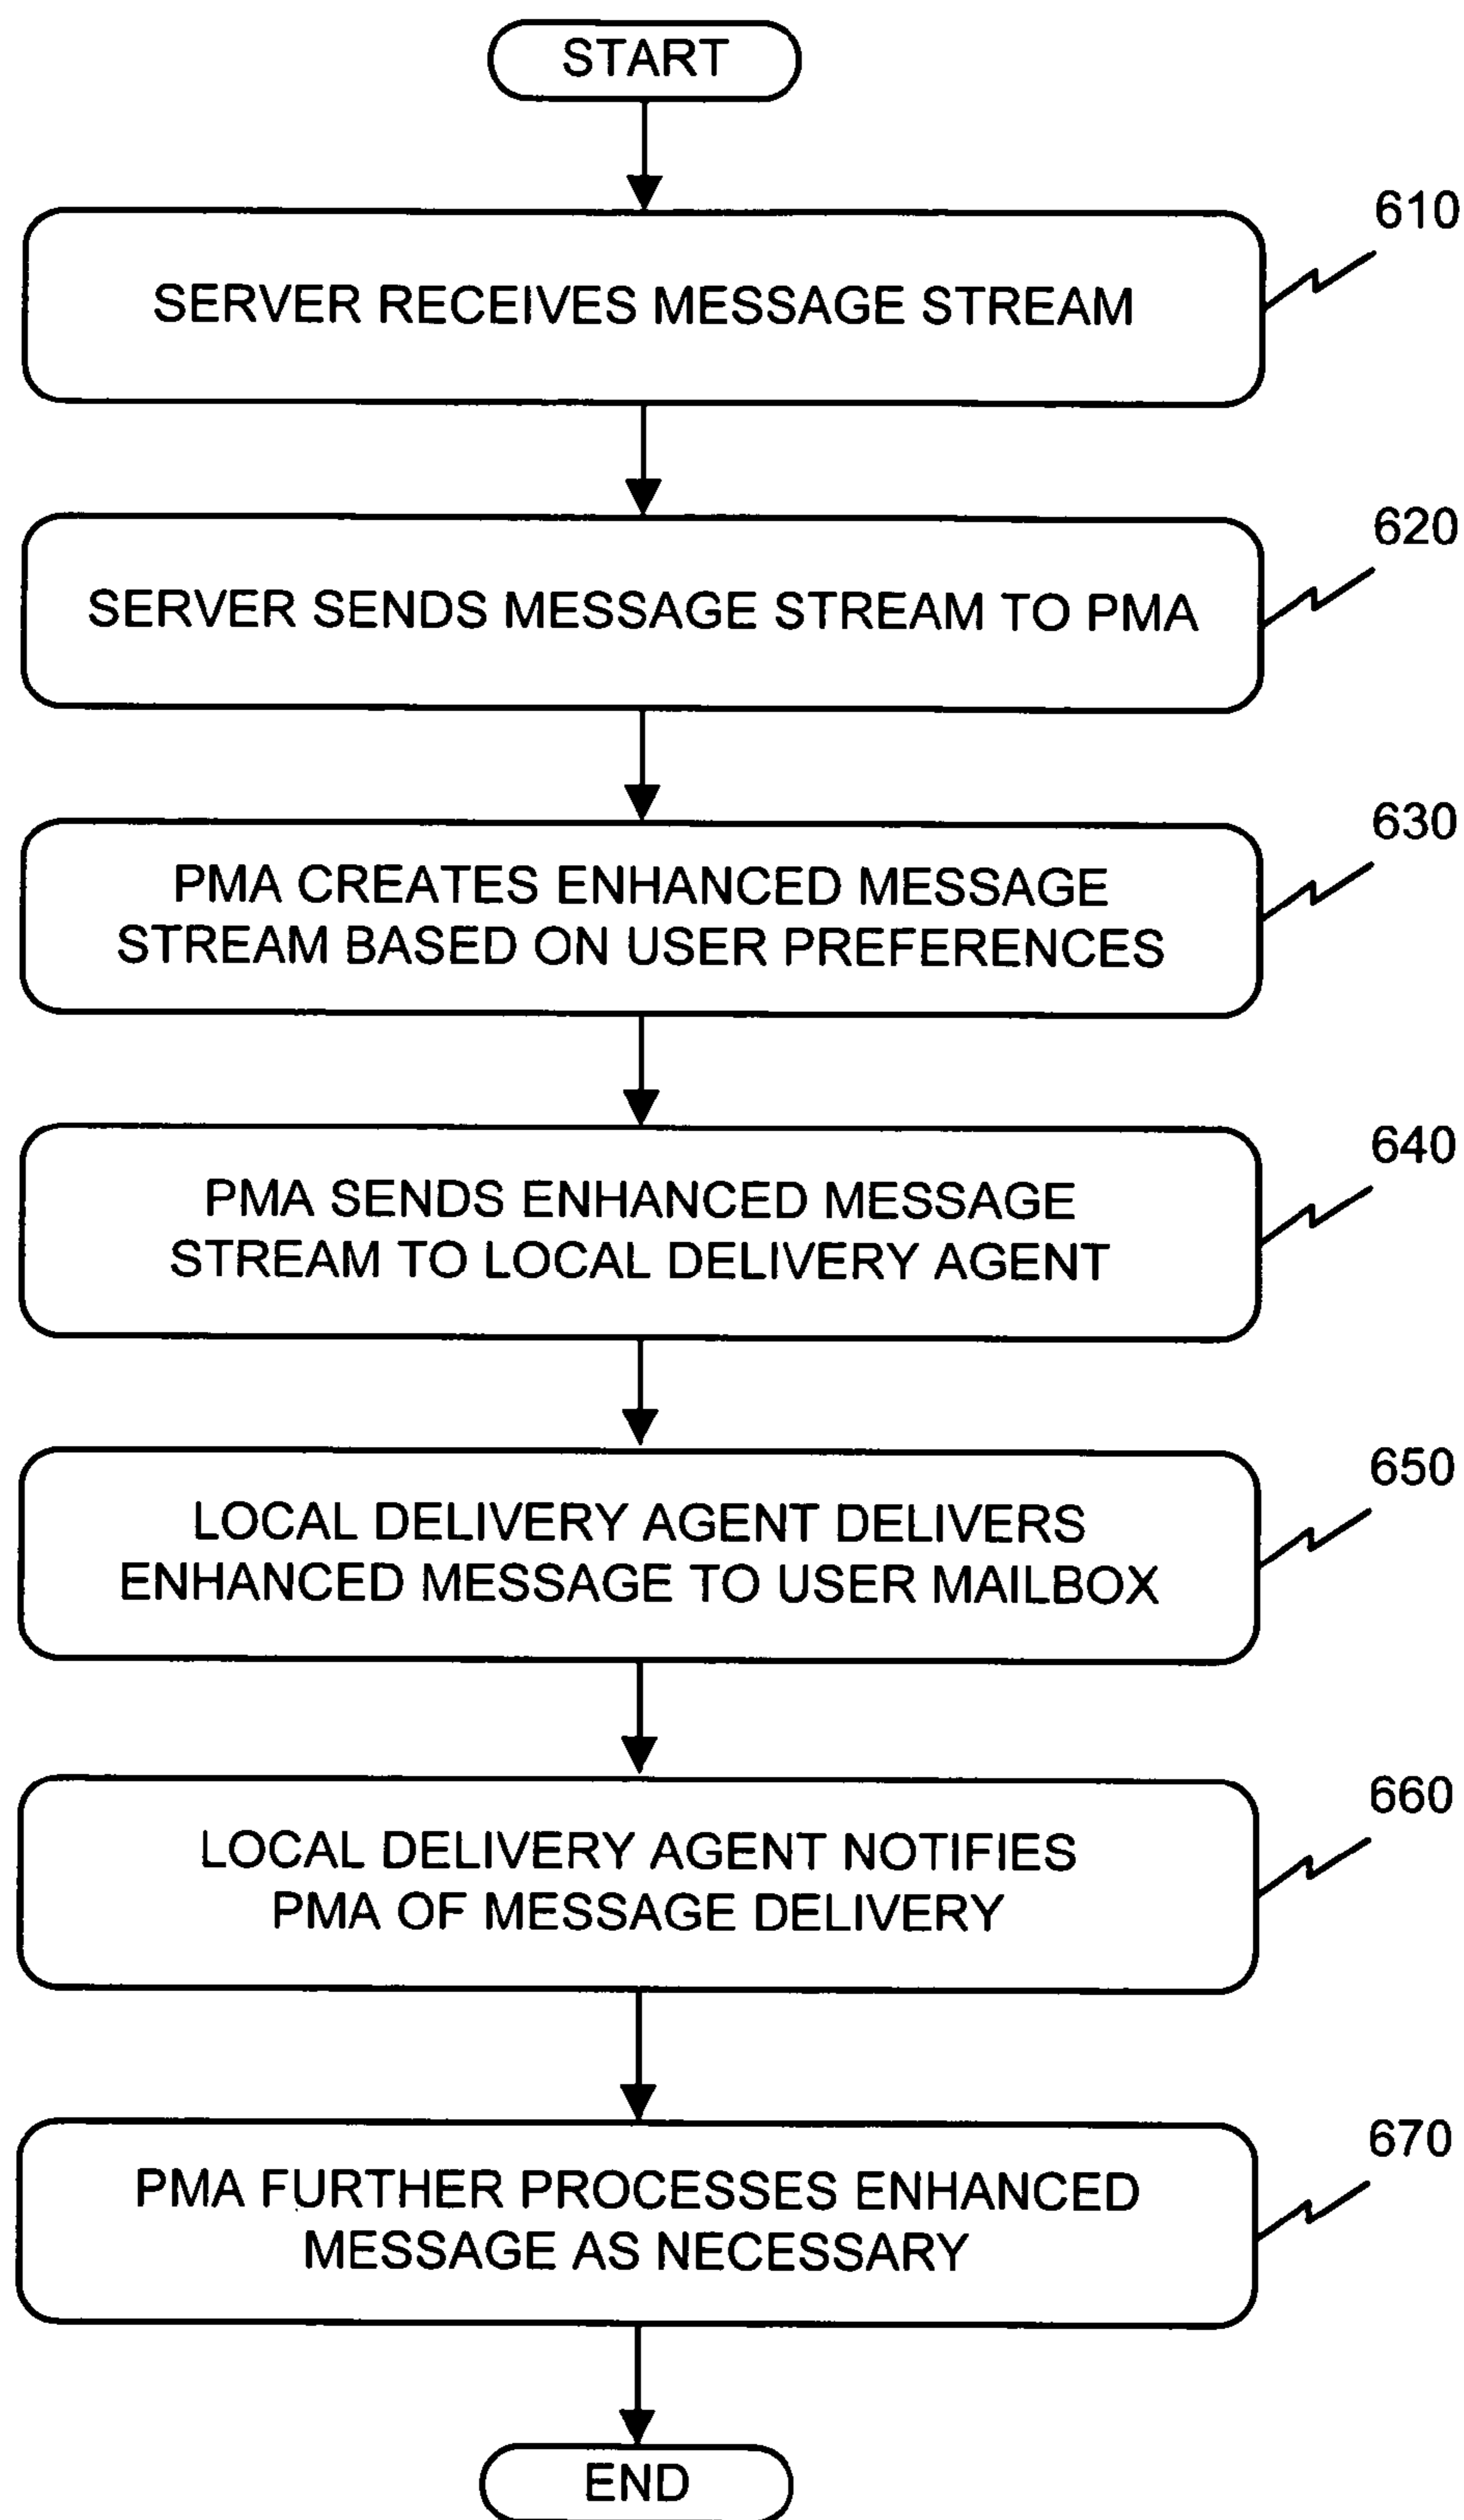 START
610
SERVER RECEIVES MESSAGE STREAM
620
SERVER SENDS MESSAGE STREAM TO PMA
630
PMA CREATES ENHANCED MESSAGE
STREAM BASED ON USER PREFERENCES
640
PMA SENDS ENHANCED MESSAGE
STREAM TO LOCAL DELIVERY AGENT
650
LOCAL DELIVERY AGENT DELIVERS
ENHANCED MESSAGE TO USER MAILBOX
660
LOCAL DELIVERY AGENT NOTIFIES
PMA OF MESSAGE DELIVERY
670
PMA FURTHER PROCESSES ENHANCED
MESSAGE AS NECESSARY
END